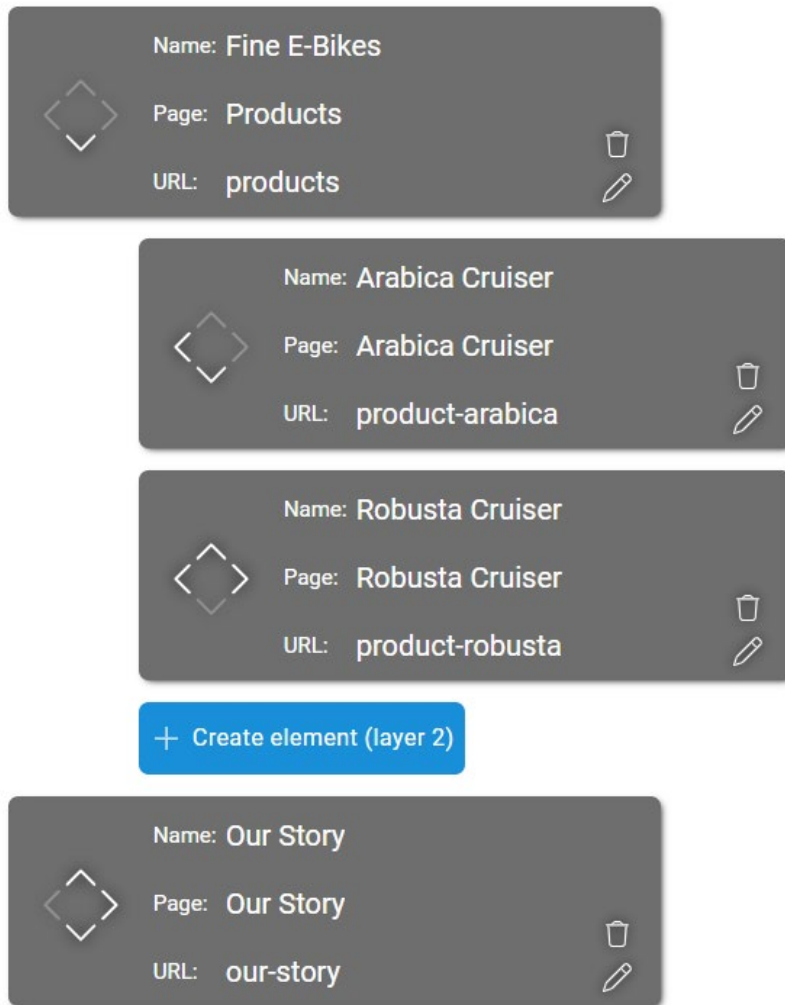 Name: Fine E-Bikes
Page: Products
URL: products
Name: Arabica Cruiser
Page: Arabica Cruiser
URL: product-arabica
Name: Robusta Cruiser
Page: Robusta Cruiser
URL: product-robusta
+ Create element (layer 2)
Name: Our Story
Page: Our Story
URL: our-story